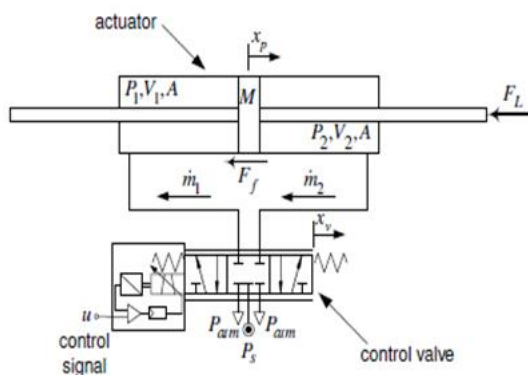 actuator
x_p
P_1,V_1,A
M
F_L
P_2,V_2,A
ṁ_1
F_f
ṁ_2
x_v
u
control
signal
P_atm
P_atm
P_s
control valve